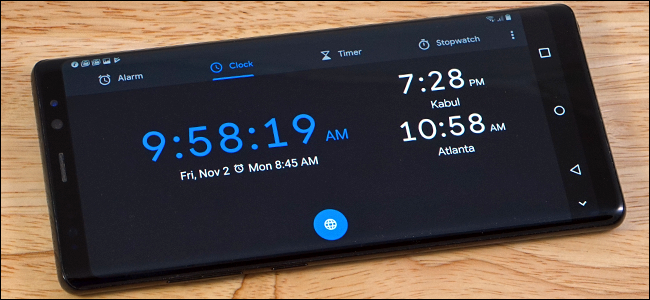 Alarm
Clock
Timer
Stopwatch
9:58:19 AM
Fri, Nov 2 Mon 8:45 AM
7:28 PM
Kabul
10:58 AM
Atlanta